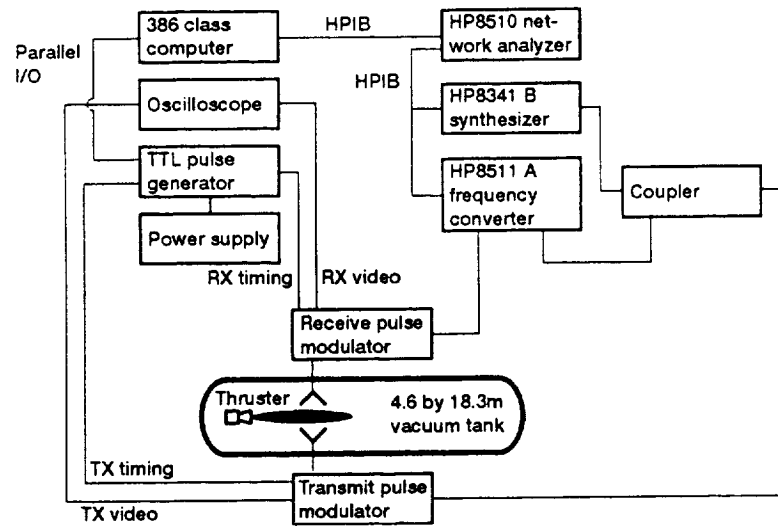 386 class
computer
HPIB
HP8510 net-
work analyzer
Parallel
I/O
HPIB
Oscilloscope
HP8341 B
synthesizer
TTL pulse
generator
HP8511 A
frequency
converter
Coupler
Power supply
RX timing
RX video
Receive pulse
modulator
Thruster
4.6 by 18.3m
vacuum tank
TX timing
Transmit pulse
modulator
TX video